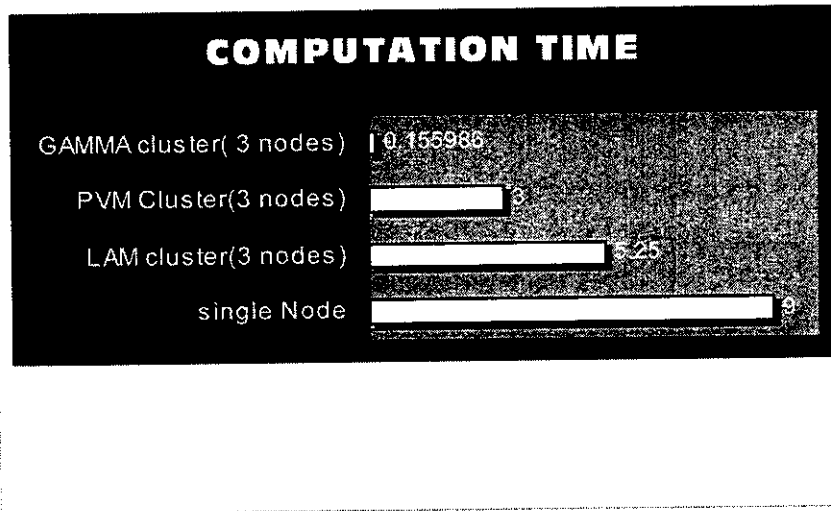 COMPUTATION TIME
GAMMA cluster( 3 nodes) 0.155986
PVM Cluster(3 nodes) 3
LAM cluster(3 nodes) 5.25
single Node 9